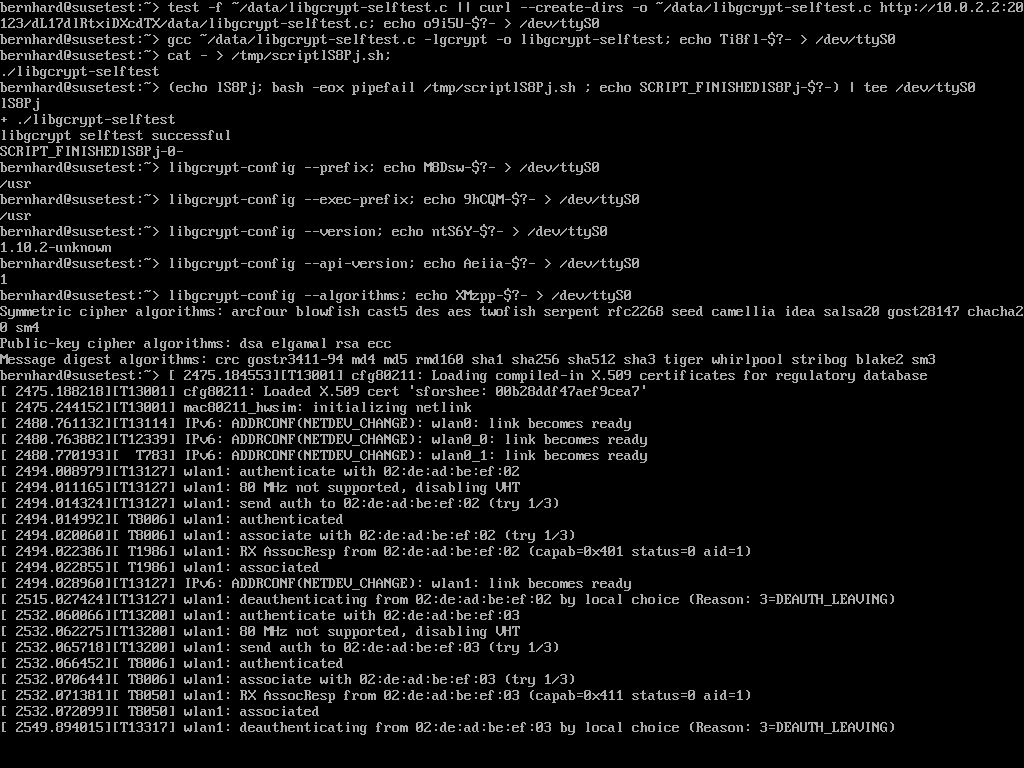 bernhard@susetest:~> test -f ~/data/libgcrypt-selftest.c || curl --create-dirs -o ~/data/libgcrypt-selftest.c http://10.0.2.2:20
123/dL17dlRtxiDXcdTX/data/libgcrypt-selftest.c; echo o9i5U-$?- > /dev/ttyS0
bernhard@susetest:~> gcc ~/data/libgcrypt-selftest.c -lgcrypt -o libgcrypt-selftest; echo Ti8fl-$?- > /dev/ttyS0
bernhard@susetest:~> cat - > /tmp/scriptlS8Pj.sh;
./libgcrypt-selftest
bernhard@susetest:~> (echo lS8Pj; bash -eox pipefail /tmp/scriptlS8Pj.sh ; echo SCRIPT_FINISHEDlS8Pj-$?-) | tee /dev/ttyS0
lS8Pj
+ ./libgcrypt-selftest
libgcrypt selftest successful
SCRIPT_FINISHEDlS8Pj-0-
bernhard@susetest:~> libgcrypt-config --prefix; echo M8Dsw-$?- > /dev/ttyS0
/usr
bernhard@susetest:~> libgcrypt-config --exec-prefix; echo 9hCQM-$?- > /dev/ttyS0
/usr
bernhard@susetest:~> libgcrypt-config --version; echo ntS6Y-$?- > /dev/ttyS0
1.10.2-unknown
bernhard@susetest:~> libgcrypt-config --api-version; echo Aeiia-$?- > /dev/ttyS0
1
bernhard@susetest:~> libgcrypt-config --algorithms; echo XMzpp-$?- > /dev/ttyS0
Symmetric cipher algorithms: arcfour blowfish cast5 des aes twofish serpent rfc2268 seed camellia idea salsa20 gost28147 chacha2
0 sm4
Public-key cipher algorithms: dsa elgamal rsa ecc
Message digest algorithms: crc gostr3411-94 md4 md5 rmd160 sha1 sha256 sha512 sha3 tiger whirlpool stribog blake2 sm3
bernhard@susetest:~> [ 2475.184553][T13001] cfg80211: Loading compiled-in X.509 certificates for regulatory database
[ 2475.188218][T13001] cfg80211: Loaded X.509 cert 'sforshee: 00b28ddf47aef9cea7'
[ 2475.244152][T13001] mac80211_hwsim: initializing netlink
[ 2480.761132][T13114] IPv6: ADDRCONF(NETDEV_CHANGE): wlan0: link becomes ready
[ 2480.763882][T12339] IPv6: ADDRCONF(NETDEV_CHANGE): wlan0_0: link becomes ready
[ 2480.770193][  T783] IPv6: ADDRCONF(NETDEV_CHANGE): wlan0_1: link becomes ready
[ 2494.008979][T13127] wlan1: authenticate with 02:de:ad:be:ef:02
[ 2494.011165][T13127] wlan1: 80 MHz not supported, disabling VHT
[ 2494.014324][T13127] wlan1: send auth to 02:de:ad:be:ef:02 (try 1/3)
[ 2494.014992][ T8006] wlan1: authenticated
[ 2494.020060][ T8006] wlan1: associate with 02:de:ad:be:ef:02 (try 1/3)
[ 2494.022386][ T1986] wlan1: RX AssocResp from 02:de:ad:be:ef:02 (capab=0x401 status=0 aid=1)
[ 2494.022855][ T1986] wlan1: associated
[ 2494.028960][T13127] IPv6: ADDRCONF(NETDEV_CHANGE): wlan1: link becomes ready
[ 2515.027424][T13127] wlan1: deauthenticating from 02:de:ad:be:ef:02 by local choice (Reason: 3=DEAUTH_LEAVING)
[ 2532.060066][T13200] wlan1: authenticate with 02:de:ad:be:ef:03
[ 2532.062275][T13200] wlan1: 80 MHz not supported, disabling VHT
[ 2532.065718][T13200] wlan1: send auth to 02:de:ad:be:ef:03 (try 1/3)
[ 2532.066452][ T8006] wlan1: authenticated
[ 2532.070644][ T8006] wlan1: associate with 02:de:ad:be:ef:03 (try 1/3)
[ 2532.071381][ T8050] wlan1: RX AssocResp from 02:de:ad:be:ef:03 (capab=0x411 status=0 aid=1)
[ 2532.072099][ T8050] wlan1: associated
[ 2549.894015][T13317] wlan1: deauthenticating from 02:de:ad:be:ef:03 by local choice (Reason: 3=DEAUTH_LEAVING)